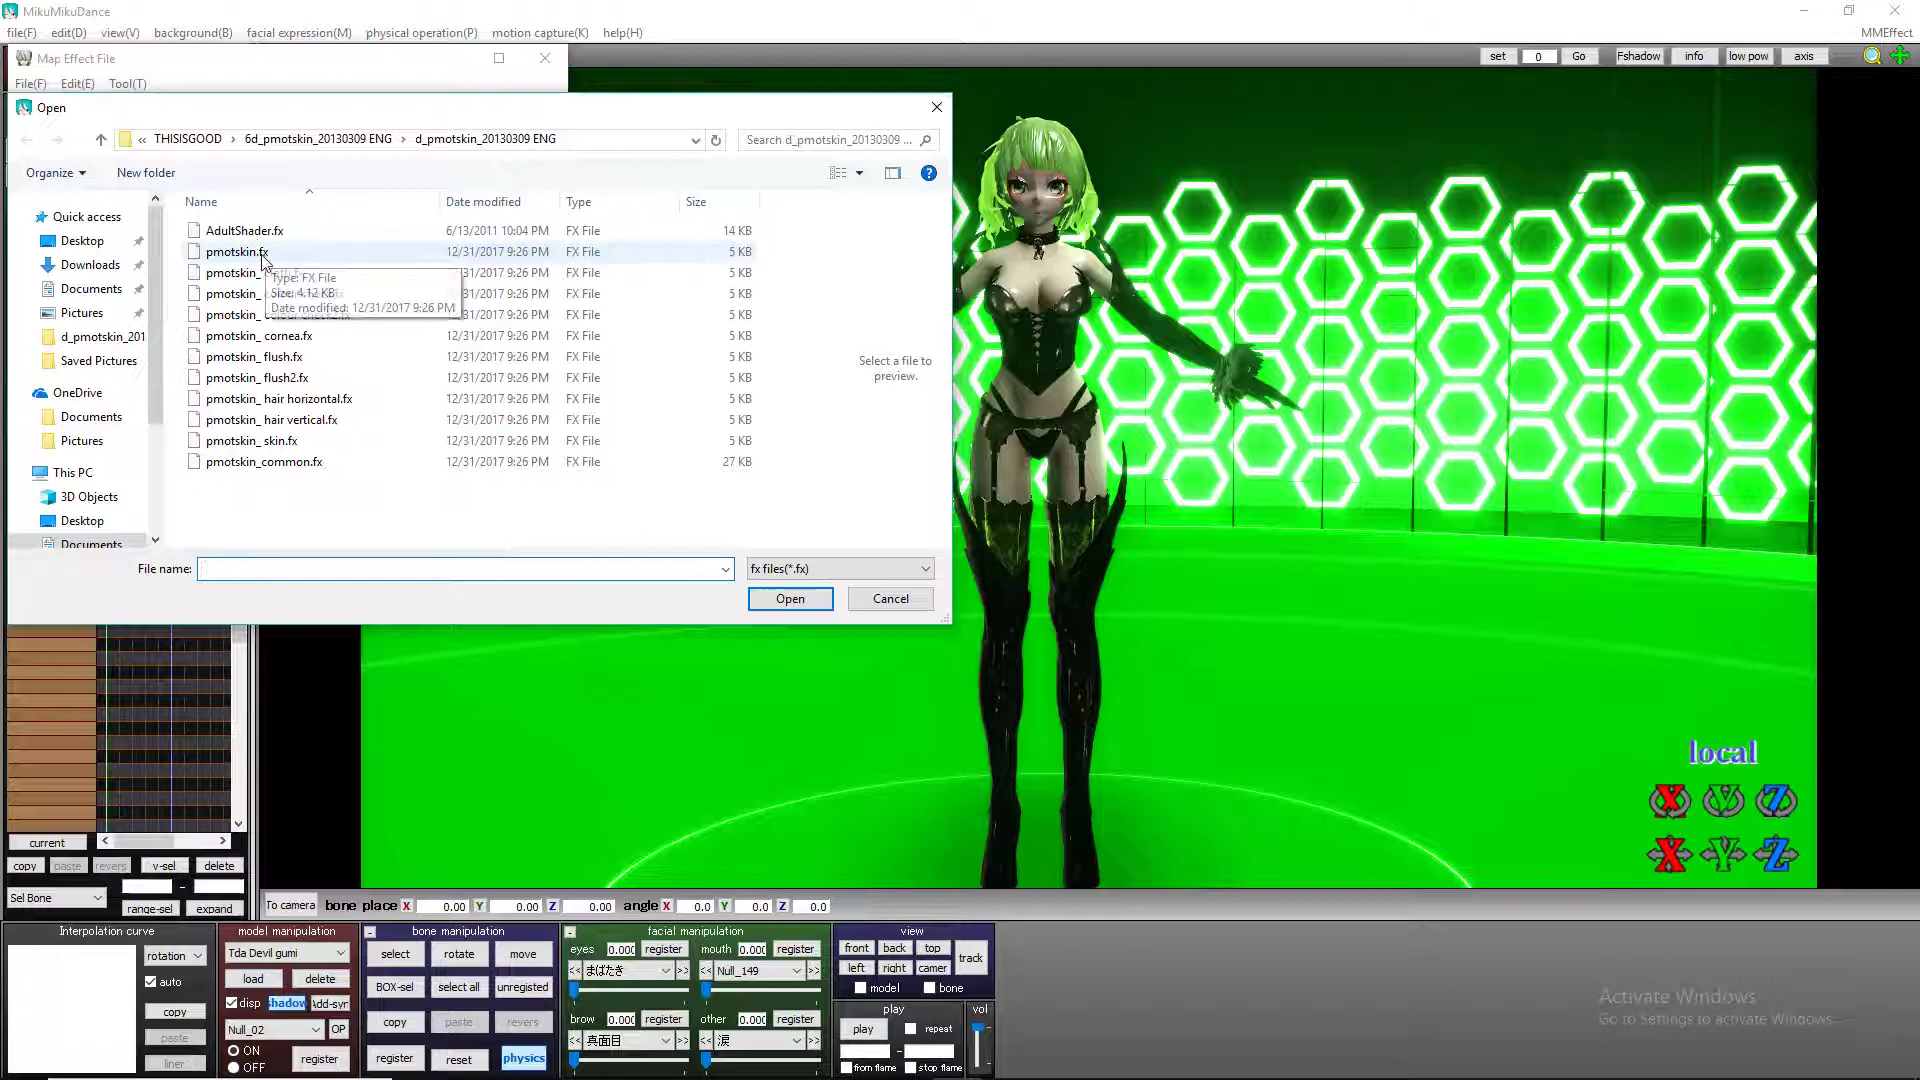 MikuMikuDance
file(F) edit(D) view(V) background(B) facial expression(M) physical operation(P) motion capture(K) help(H) MMEffect
Map Effect File
set 0 Go Fshadow info low pow axis
File(F) Edit(E) Tool(T)
Open
« THISISGOOD › 6d_pmotskin_20130309 ENG › d_pmotskin_20130309 ENG
Search d_pmotskin_20130309 ...
Organize New folder
Name Date modified Type Size
AdultShader.fx 6/13/2011 10:04 PM FX File 14 KB
pmotskin.fx 12/31/2017 9:26 PM FX File 5 KB
pmotskin_ /31/2017 9:26 PM FX File 5 KB
Type: FX File
Size: 4.12 KB
Date modified: 12/31/2017 9:26 PM
pmotskin_ /31/2017 9:26 PM FX File 5 KB
pmotskin_ /31/2017 9:26 PM FX File 5 KB
pmotskin_ cornea.fx 12/31/2017 9:26 PM FX File 5 KB
pmotskin_ flush.fx 12/31/2017 9:26 PM FX File 5 KB
pmotskin_ flush2.fx 12/31/2017 9:26 PM FX File 5 KB
pmotskin_ hair horizontal.fx 12/31/2017 9:26 PM FX File 5 KB
pmotskin_ hair vertical.fx 12/31/2017 9:26 PM FX File 5 KB
pmotskin_ skin.fx 12/31/2017 9:26 PM FX File 5 KB
pmotskin_common.fx 12/31/2017 9:26 PM FX File 27 KB
Quick access
Desktop
Downloads
Documents
Pictures
d_pmotskin_201
Saved Pictures
OneDrive
Documents
Pictures
This PC
3D Objects
Desktop
Documents
Select a file to
preview.
File name: fx files(*.fx)
Open Cancel
local
X Y Z
X Y Z
current
copy paste revers v-sel delete
Sel Bone -
range-sel expand
To camera bone place X 0.00 Y 0.00 Z 0.00 angle X 0.0 Y 0.0 Z 0.0
Interpolation curve
rotation
auto
copy
paste
liner
model manipulation
Tda Devil gumi
load delete
disp shadow Add-syn
Null_02 OP
ON
OFF
register
bone manipulation
select rotate move
BOX-sel select all unregisted
copy paste revers
register reset physics
facial manipulation
eyes 0.000 register mouth 0.000 register
<< まばたき >> << Null_149 >>
brow 0.000 register other 0.000 register
<< 真面目 >> << 涙 >>
view
front back top
left right camer track
model bone
play
play repeat
-
from flame stop flame
vol
Activate Windows
Go to Settings to activate Windows.